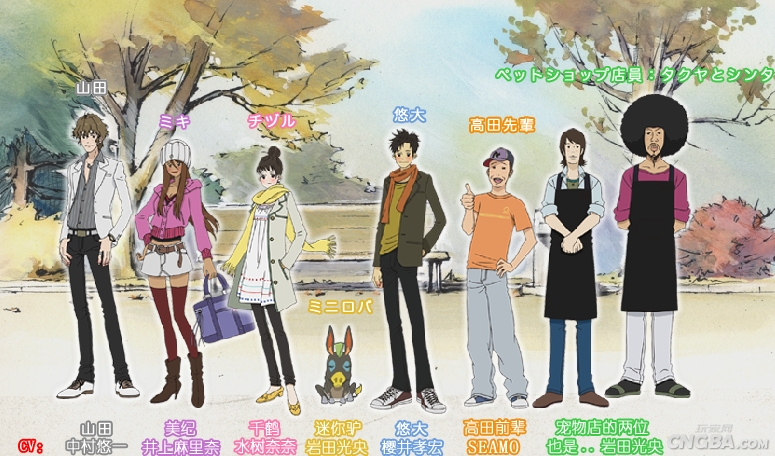 ペットショップ店員：タクヤとシンタ
山田
ミキ
チヅル
悠大
高田先輩
ミニロバ
CV:
山田
中村悠一
美纪
井上麻里奈
千鹤
水树奈奈
迷你驴
岩田光央
悠大
樱井孝宏
高田前辈
SEAMO
宠物店的两位
也是..岩田光央
玩家网
CNGBA.com